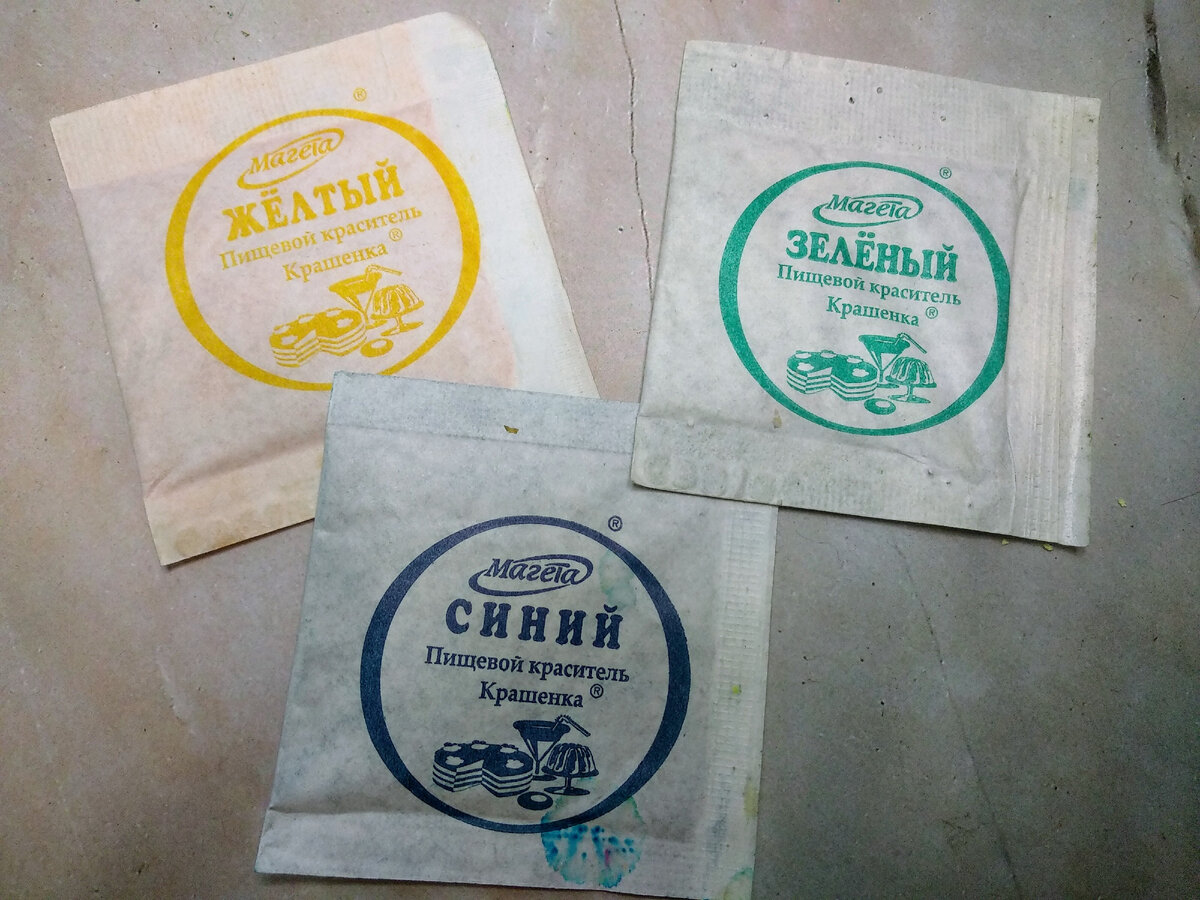 ®
Магета
ЖЁЛТЫЙ
Пищевой краситель
Крашенка®
®
Магета
ЗЕЛЁНЫЙ
Пищевой краситель
Крашенка®
®
Магета
СИНИЙ
Пищевой краситель
Крашенка®